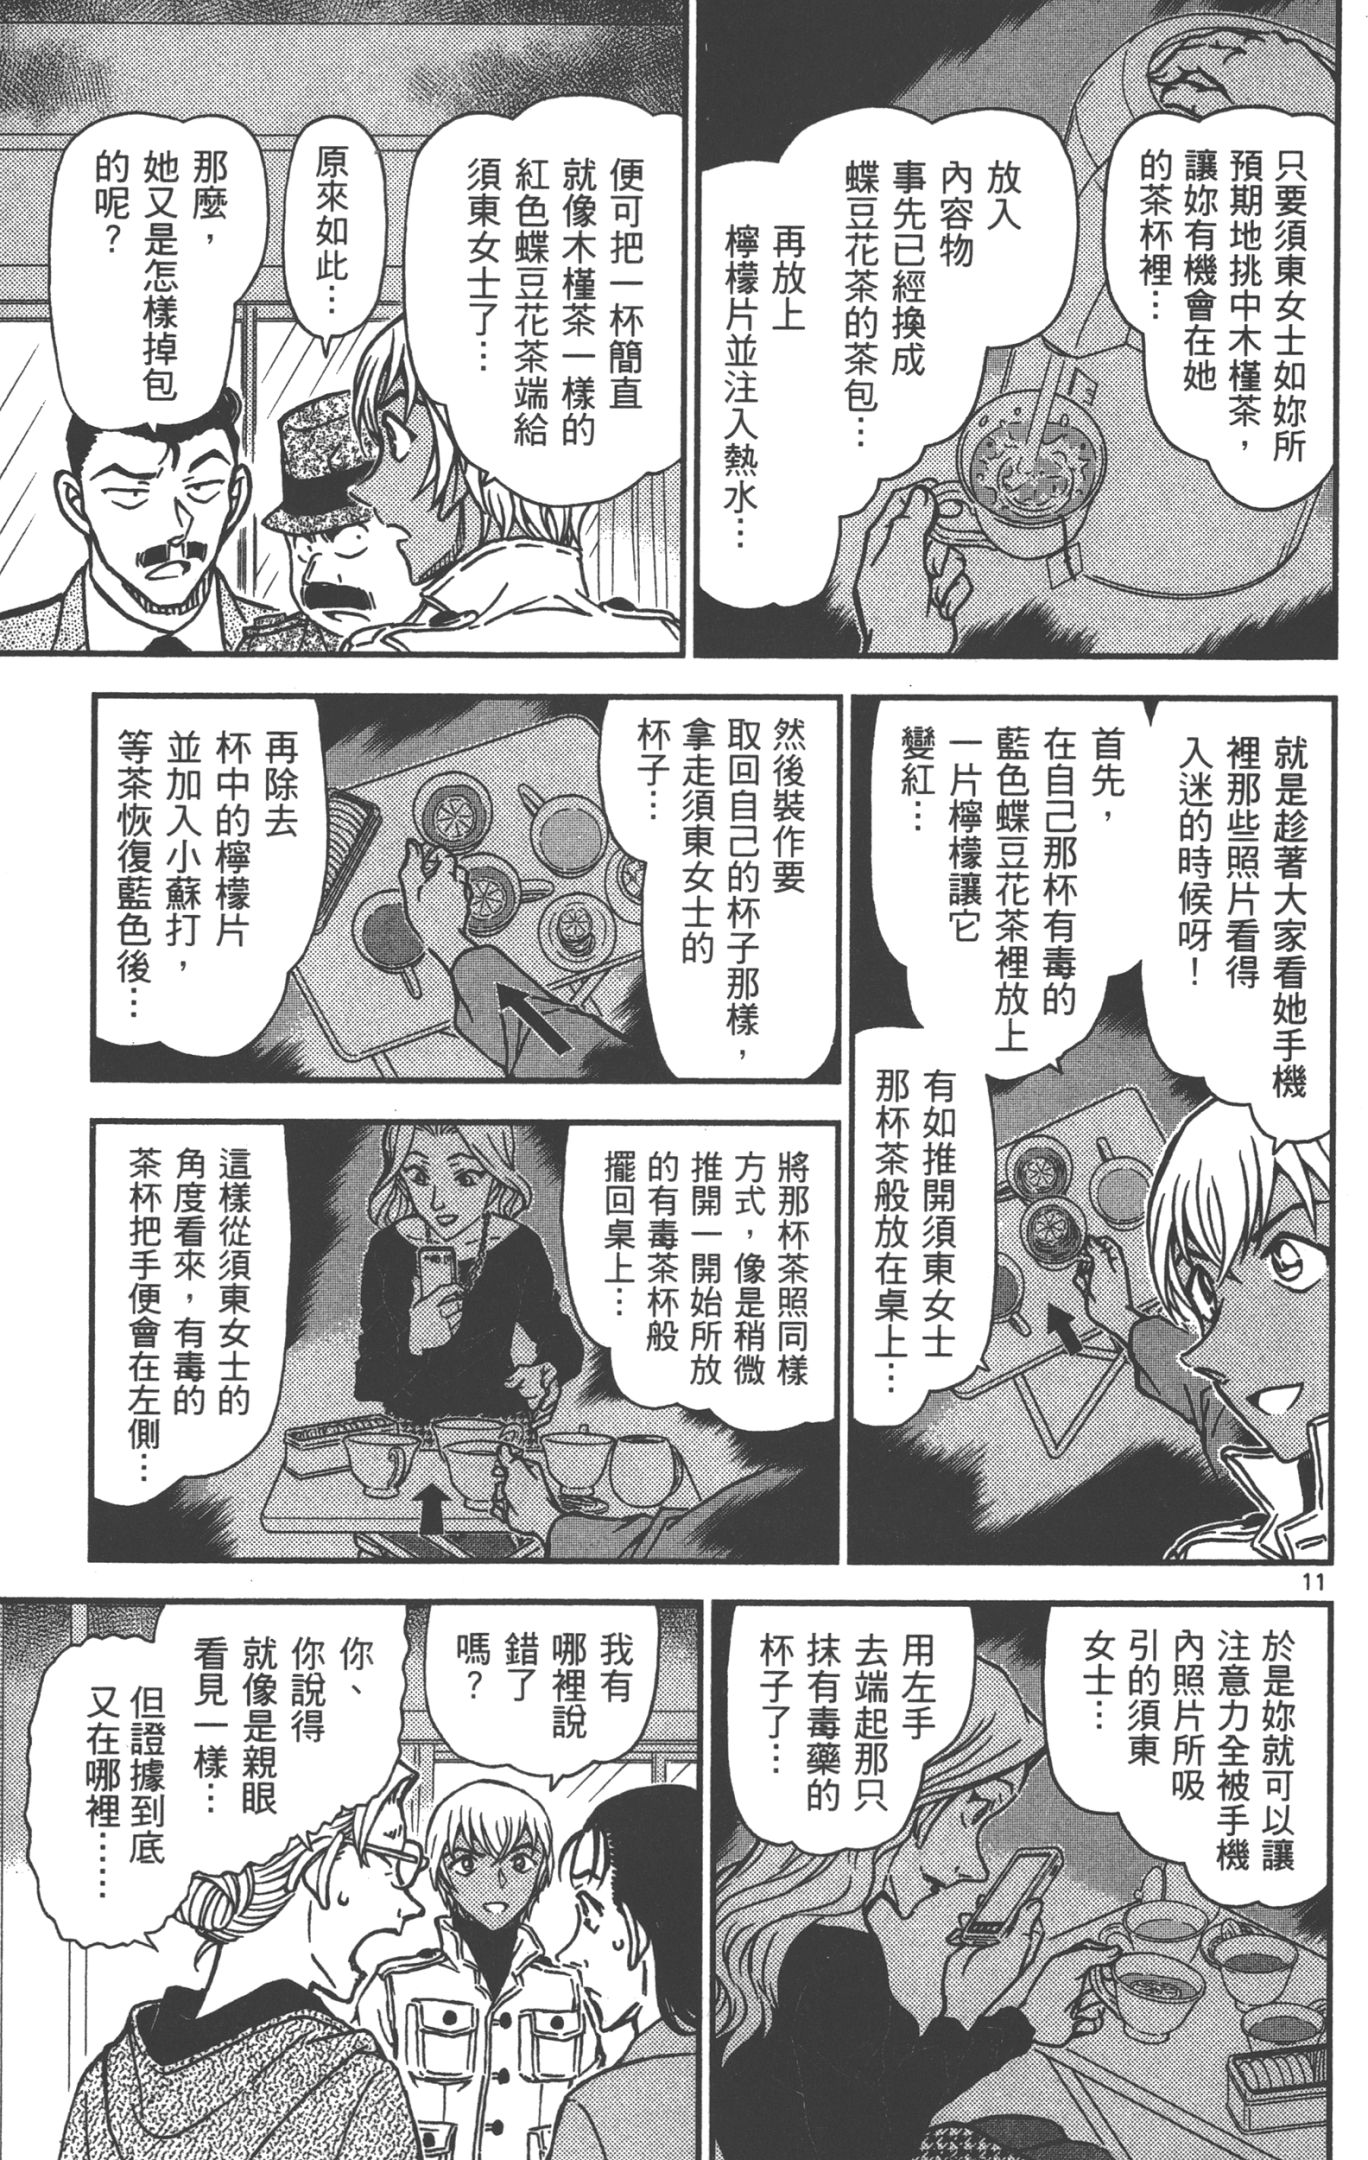 只要須東女士如妳所
預期地挑中木槿茶，
讓妳有機會在她
的茶杯裡…
放入
內容物
事先已經換成
蝶豆花茶的茶包…
再放上
檸檬片並注入熱水…
便可把一杯簡直
就像木槿茶一樣的
紅色蝶豆花茶端給
須東女士了…
原來如此…
那麼，
她又是怎樣掉包
的呢？
就是趁著大家看她手機
裡那些照片看得
入迷的時候呀！
首先，
在自己那杯有毒的
藍色蝶豆花茶裡放上
一片檸檬讓它
變紅…
有如推開須東女士
那杯茶般放在桌上…
然後裝作要
取回自己的杯子那樣，
拿走須東女士的
杯子…
再除去
杯中的檸檬片
並加入小蘇打，
等茶恢復藍色後…
將那杯茶照同樣
方式，像是稍微
推開一開始所放
的有毒茶杯般
擺回桌上…
這樣從須東女士的
角度看來，有毒的
茶杯把手便會在左側…
11
於是妳就可以讓
注意力全被手機
內照片所吸
引的須東
女士…
用左手
去端起那只
抹有毒藥的
杯子了…
我有
哪裡說
錯了
嗎？
你、
你說得
就像是親眼
看見一樣…
但證據到底
又在哪裡……